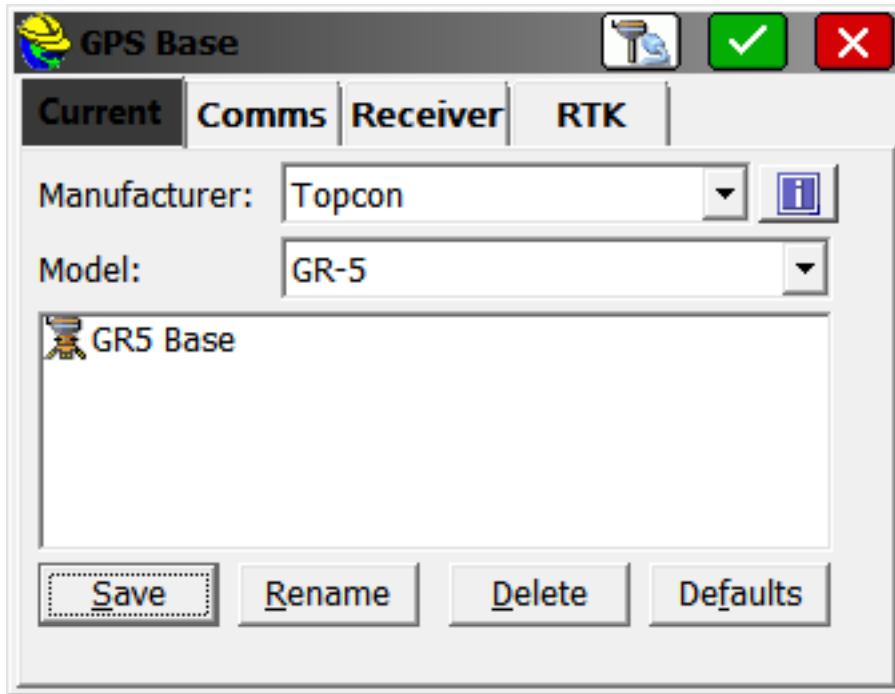 GPS Base
Current Comms Receiver RTK
Manufacturer: Topcon
Model: GR-5
GR5 Base
Save Rename Delete Defaults